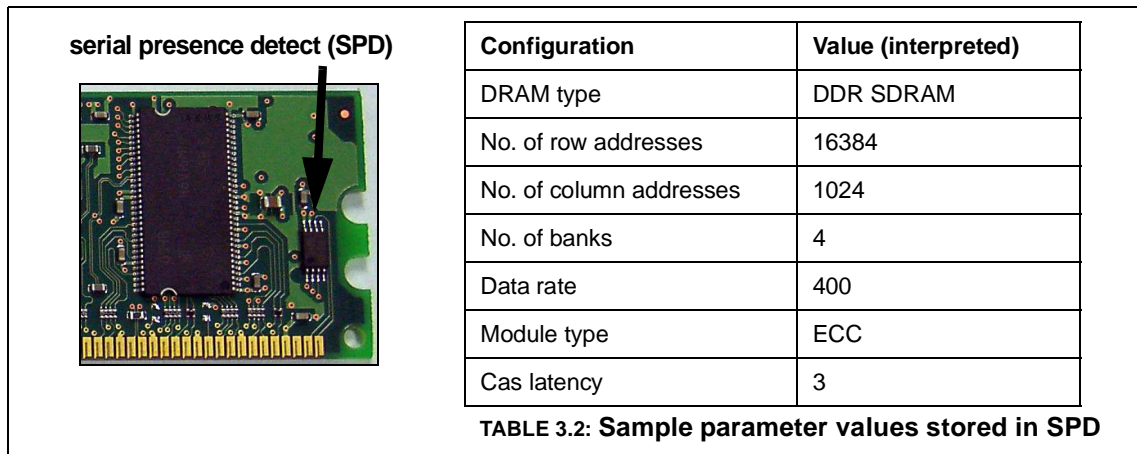 serial presence detect (SPD)
Configuration Value (interpreted)
DRAM type DDR SDRAM
No. of row addresses 16384
No. of column addresses 1024
No. of banks 4
Data rate 400
Module type ECC
Cas latency 3
TABLE 3.2: Sample parameter values stored in SPD